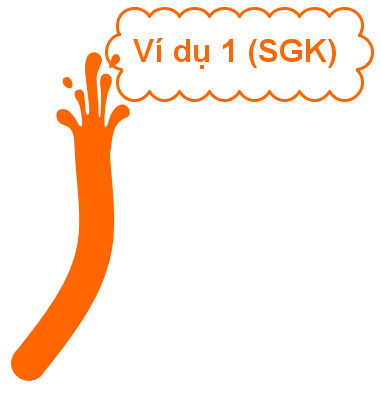 Ví dụ 1 (SGK)